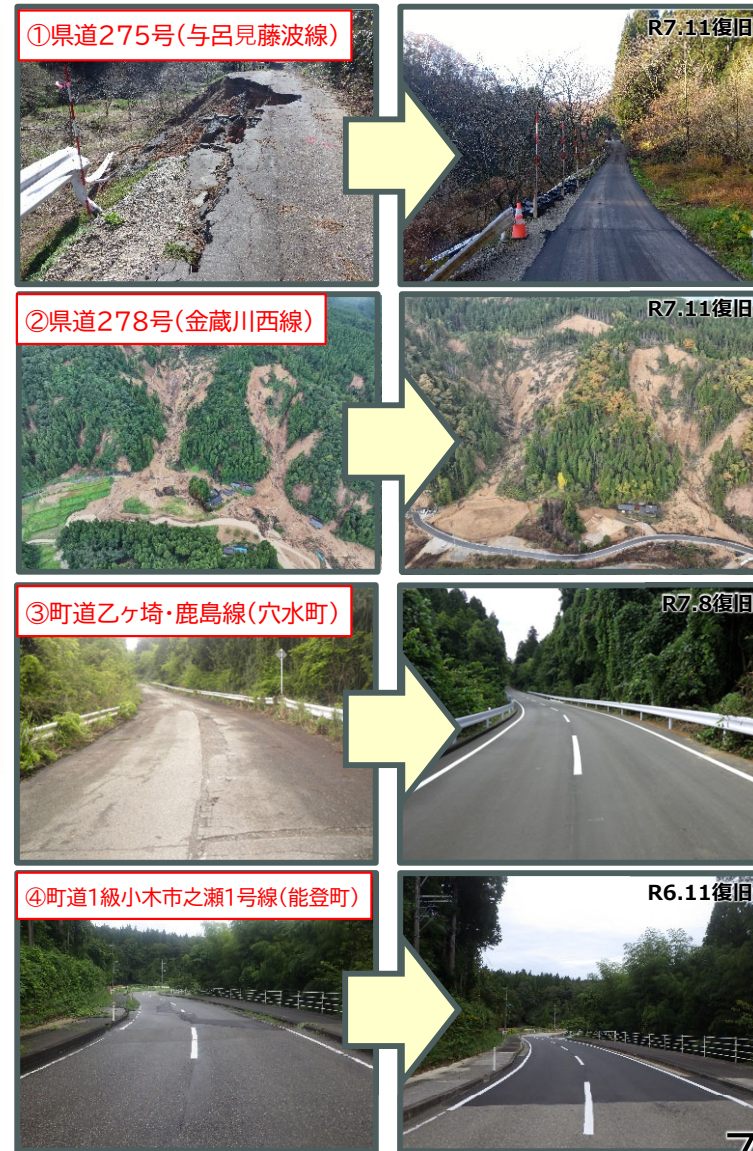 ①県道275号(与呂見藤波線)
R7.11復旧
②県道278号(金蔵川西線)
R7.11復旧
③町道乙ヶ埼・鹿島線(穴水町)
R7.8復旧
④町道1級小木市之瀬1号線(能登町)
R6.11復旧
7